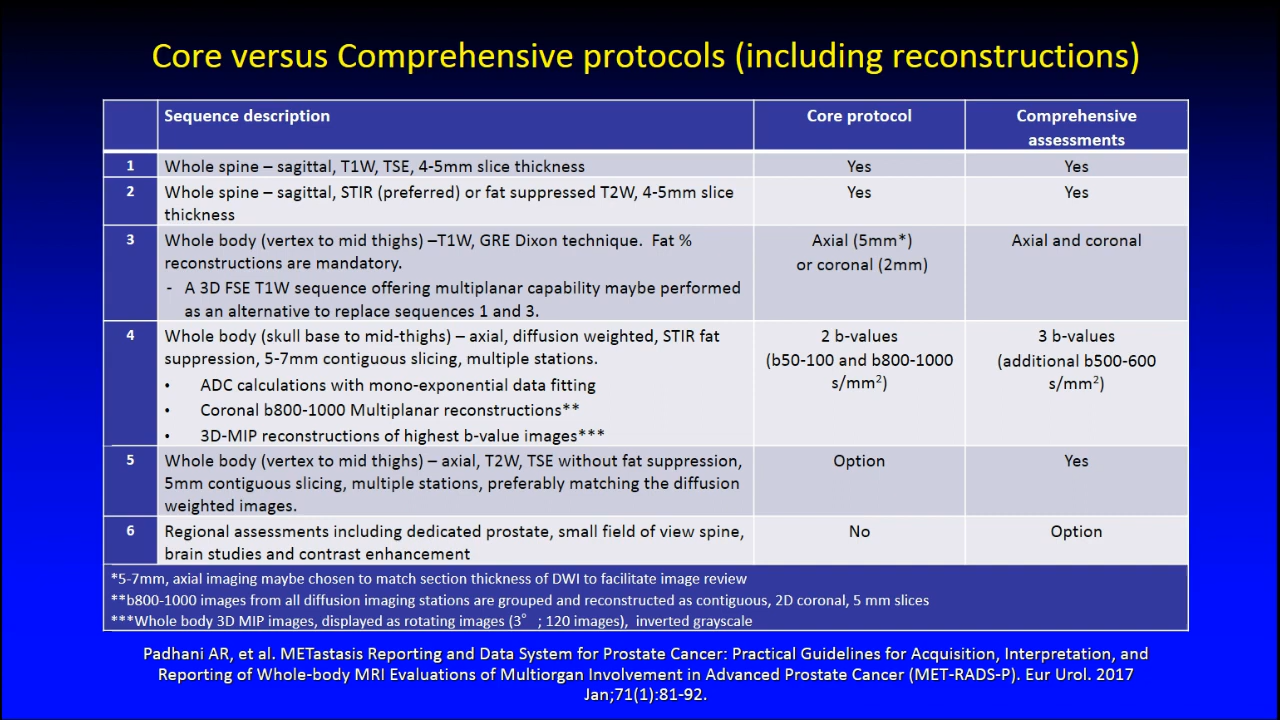 Core versus Comprehensive protocols (including reconstructions)
Sequence description
Core protocol
Comprehensive
assessments
1
Whole spine – sagittal, T1W, TSE, 4-5mm slice thickness
Yes
Yes
2
Whole spine – sagittal, STIR (preferred) or fat suppressed T2W, 4-5mm slice
thickness
Yes
Yes
3
Whole body (vertex to mid thighs) –T1W, GRE Dixon technique. Fat %
reconstructions are mandatory.
- A 3D FSE T1W sequence offering multiplanar capability maybe performed
as an alternative to replace sequences 1 and 3.
Axial (5mm*)
or coronal (2mm)
Axial and coronal
4
Whole body (skull base to mid-thighs) – axial, diffusion weighted, STIR fat
suppression, 5-7mm contiguous slicing, multiple stations.
• ADC calculations with mono-exponential data fitting
• Coronal b800-1000 Multiplanar reconstructions**
• 3D-MIP reconstructions of highest b-value images***
2 b-values
(b50-100 and b800-1000
s/mm²)
3 b-values
(additional b500-600
s/mm²)
5
Whole body (vertex to mid thighs) – axial, T2W, TSE without fat suppression,
5mm contiguous slicing, multiple stations, preferably matching the diffusion
weighted images.
Option
Yes
6
Regional assessments including dedicated prostate, small field of view spine,
brain studies and contrast enhancement
No
Option
*5-7mm, axial imaging maybe chosen to match section thickness of DWI to facilitate image review
**b800-1000 images from all diffusion imaging stations are grouped and reconstructed as contiguous, 2D coronal, 5 mm slices
***Whole body 3D MIP images, displayed as rotating images (3° ; 120 images), inverted grayscale
Padhani AR, et al. METastasis Reporting and Data System for Prostate Cancer: Practical Guidelines for Acquisition, Interpretation, and
Reporting of Whole-body MRI Evaluations of Multiorgan Involvement in Advanced Prostate Cancer (MET-RADS-P). Eur Urol. 2017
Jan;71(1):81-92.